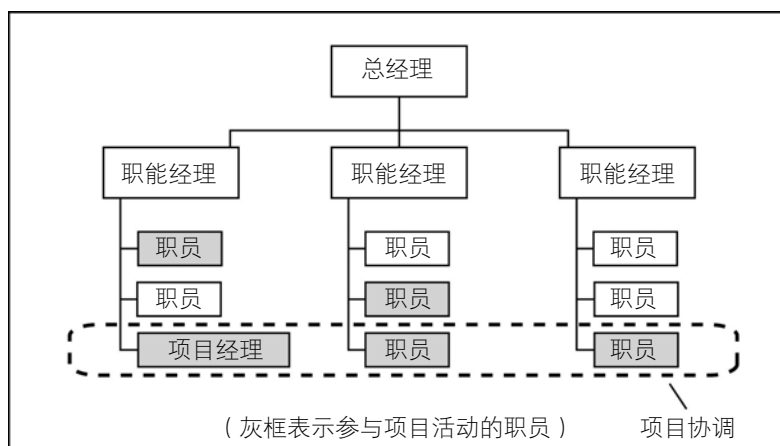 总经理
职能经理 职能经理 职能经理
职员 职员 职员
职员 职员 职员
项目经理 职员 职员
（灰框表示参与项目活动的职员） 项目协调